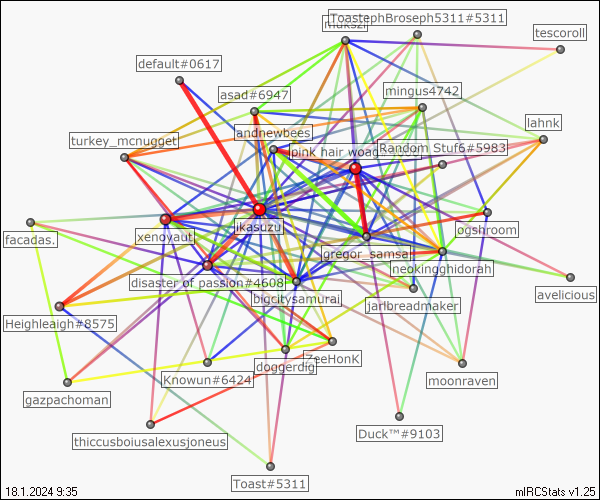 ToastephBroseph5311#5311
tescoroll
default#0617
mingus4742
asad#6947
lahnk
andnewbees
turkey_mcnugget
pink hair woag
Random Stuf6#5983
ogshroom
jkasuzu
facadas.
xenoyaut
gregor_samsa
neokingghidorah
disaster of passion#4608
bigcitysamurai
avelicious
jarlbreadmaker
Heighleaigh#8575
ZeeHonK
doggerdig
Knowun#6424
moonraven
gazpachoman
thiccusboiusalexusjoneus
Duck™#9103
Toast#5311
18.1.2024 9:35
mIRCStats v1.25